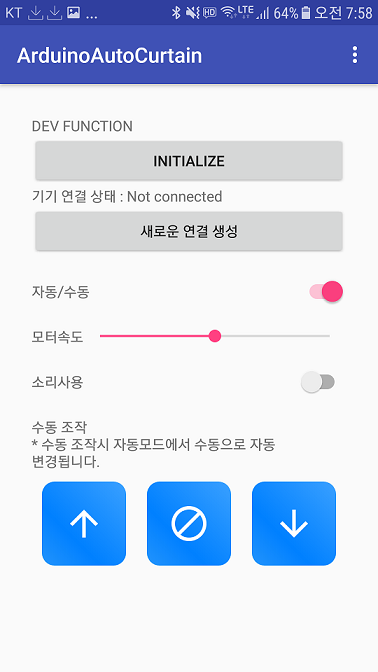 KT ... HD LTE 64% 오전 7:58
ArduinoAutoCurtain
DEV FUNCTION
INITIALIZE
기기 연결 상태 : Not connected
새로운 연결 생성
자동/수동
모터속도
소리사용
수동 조작
* 수동 조작시 자동모드에서 수동으로 자동
변경됩니다.